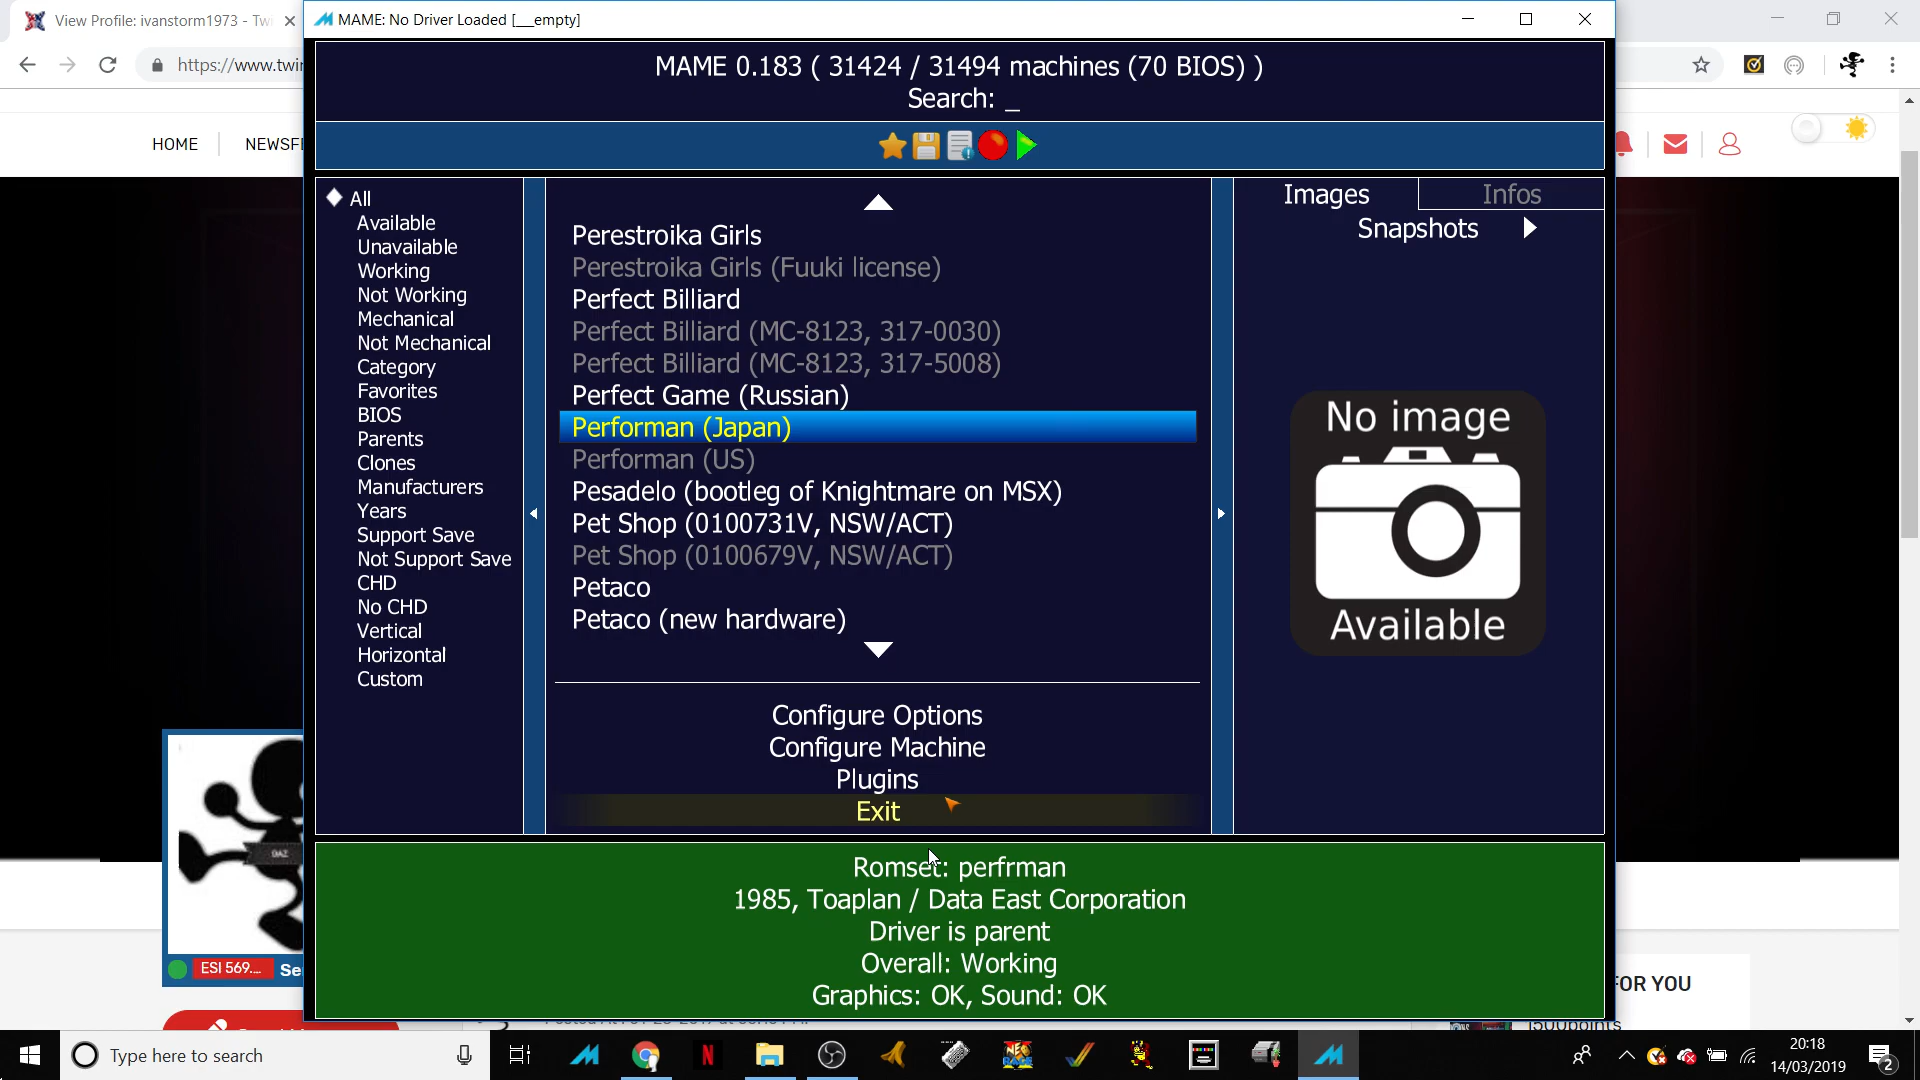 View Profile: ivanstorm1973 - Tw
MAME: No Driver Loaded [__empty]
https://www.twi
MAME 0.183 ( 31424 / 31494 machines (70 BIOS) )
Search: _
HOME
NEWSF
All
Available
Unavailable
Working
Not Working
Mechanical
Not Mechanical
Category
Favorites
BIOS
Parents
Clones
Manufacturers
Years
Support Save
Not Support Save
CHD
No CHD
Vertical
Horizontal
Custom
Perestroika Girls
Perestroika Girls (Fuuki license)
Perfect Billiard
Perfect Billiard (MC-8123, 317-0030)
Perfect Billiard (MC-8123, 317-5008)
Perfect Game (Russian)
Performan (Japan)
Performan (US)
Pesadelo (bootleg of Knightmare on MSX)
Pet Shop (0100731V, NSW/ACT)
Pet Shop (0100679V, NSW/ACT)
Petaco
Petaco (new hardware)
Configure Options
Configure Machine
Plugins
Exit
Images
Infos
Snapshots
No image
Available
Romset: perfrman
1985, Toaplan / Data East Corporation
Driver is parent
Overall: Working
Graphics: OK, Sound: OK
ESI 569....
Se
FOR YOU
1500points
Type here to search
20:18
14/03/2019
2